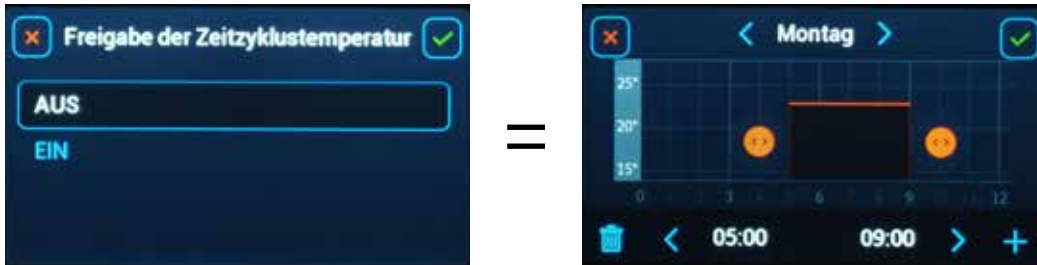 Freigabe der Zeitzyklustemperatur
AUS
EIN
=
Montag
25°
20°
15°
0 3 6 9 12
05:00 09:00